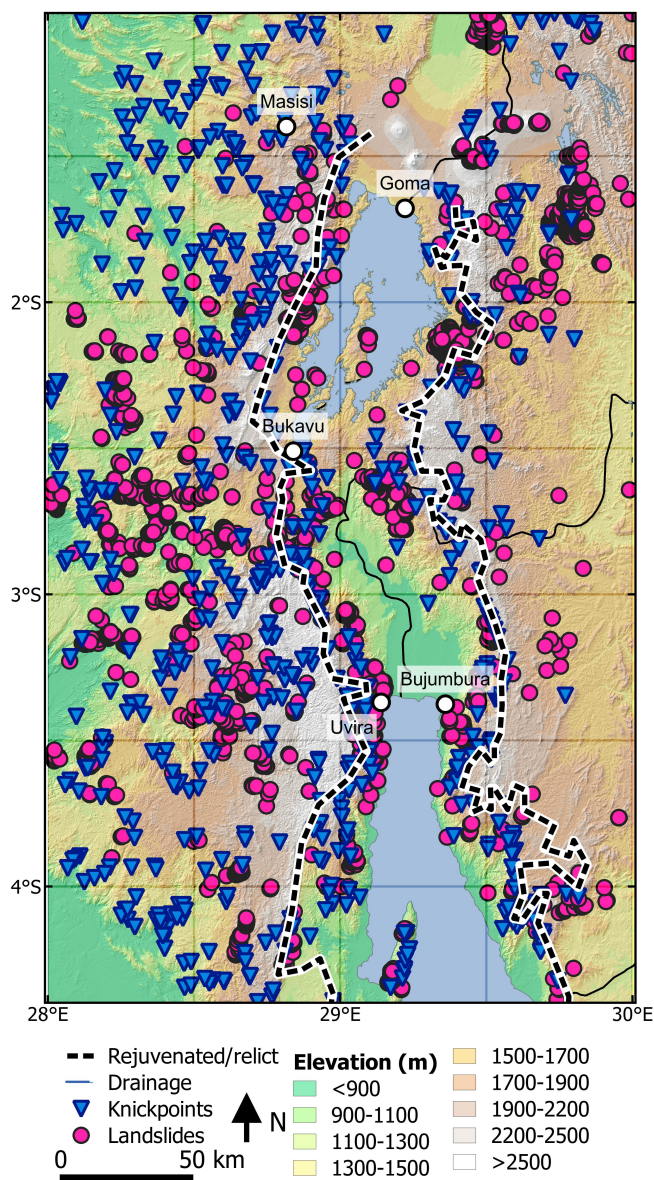 Masisi
Goma
2°S
Bukavu
3°S
Bujumbura
Uvira
4°S
28°E
29°E
30°E
Rejuvenated/relict
Drainage
Knickpoints
Landslides
N
0
50 km
Elevation (m)
<900
900-1100
1100-1300
1300-1500
1500-1700
1700-1900
1900-2200
2200-2500
>2500